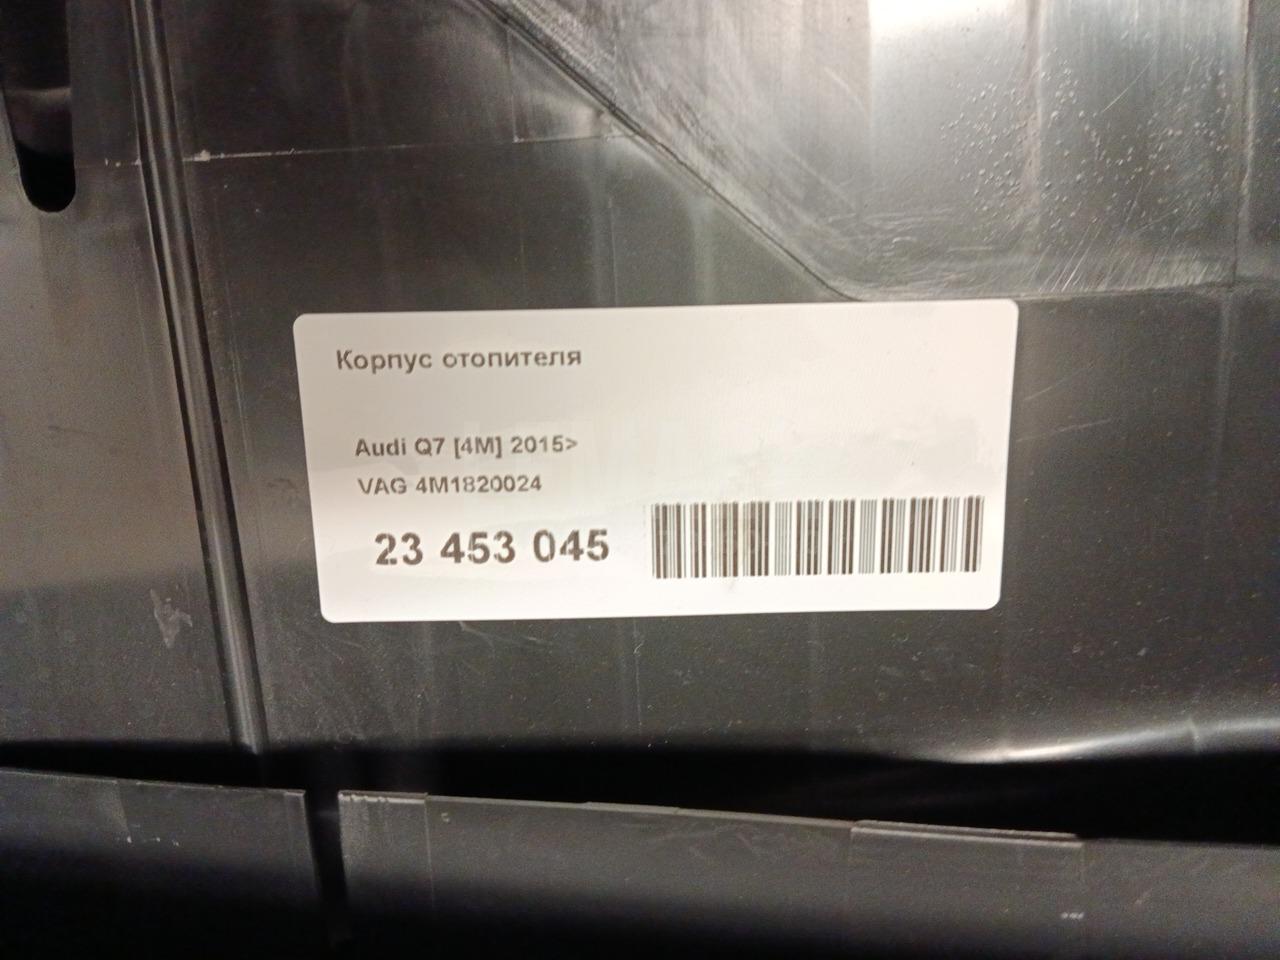 Корпус отопителя
Audi Q7 [4M] 2015>
VAG 4M1820024
23 453 045